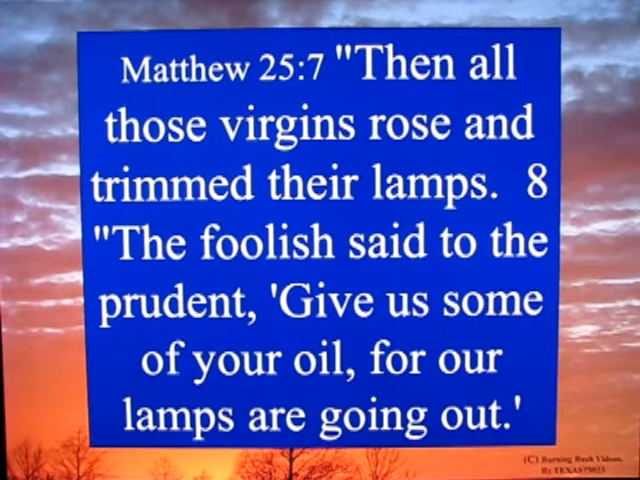 Matthew 25:7 "Then all
those virgins rose and
trimmed their lamps. 8
"The foolish said to the
prudent, 'Give us some
of your oil, for our
lamps are going out.'
(C) Burning Bush Videos.
By TEXAS75023